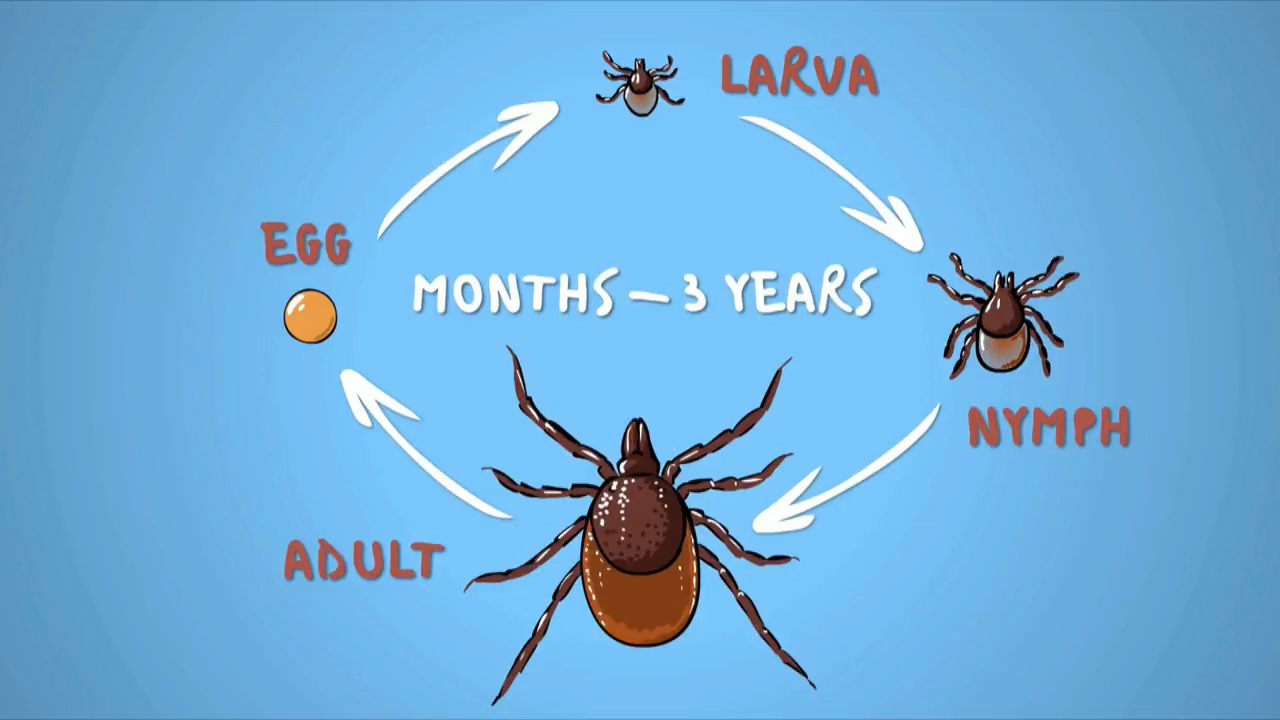 LARVA
EGG
MONTHS – 3 YEARS
NYMPH
ADULT